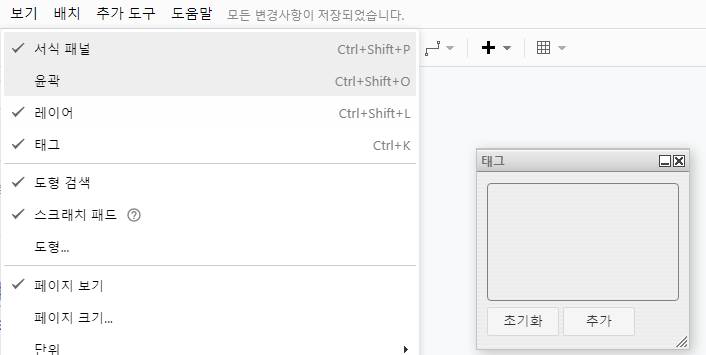 보기 배치 추가 도구 도움말 모든 변경사항이 저장되었습니다.
서식 패널 Ctrl+Shift+P
윤곽 Ctrl+Shift+O
레이어 Ctrl+Shift+L
태그 Ctrl+K
도형 검색
스크래치 패드
도형...
페이지 보기
페이지 크기...
단위
태그
초기화 추가